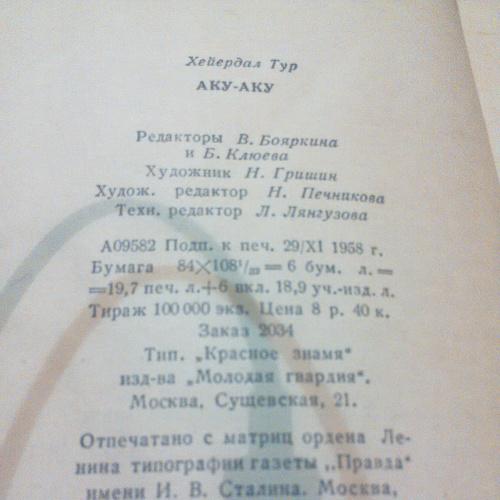 Хейердал Тур
АКУ-АКУ
Редакторы В. Бояркина
и Б. Клюева
Художник Н. Гришин
Худож. редактор Н. Печникова
Техн. редактор Л. Лянгузова
А09582 Подп. к печ. 29/XI 1958 г.
Бумага 84×108¹/₃₂=6 бум. л.=
=19,7 печ. л.+6 вкл. 18,9 уч.-изд. л.
Тираж 100 000 экз. Цена 8 р. 40 к.
Заказ 2034
Тип. „Красное знамя“
изд-ва „Молодая гвардия“.
Москва, Сущевская, 21.
Отпечатано с матриц ордена Ле-
нина типографии газеты „Правда“
имени И. В. Сталина. Москва,